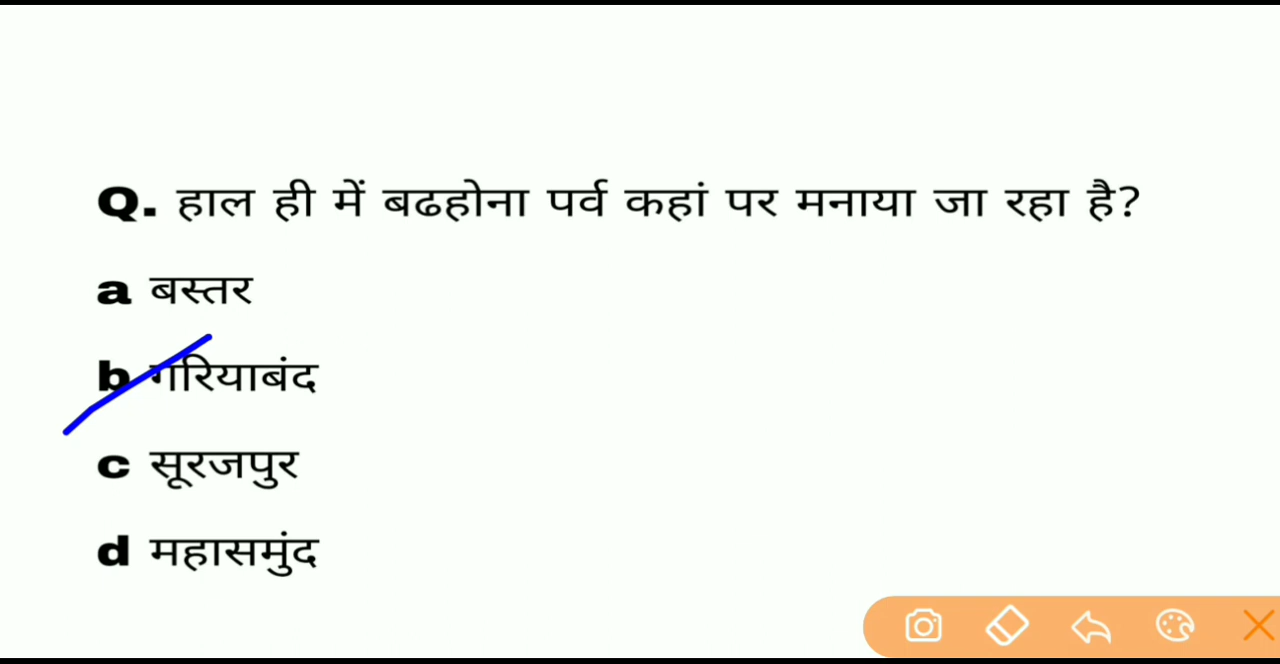 Q. हाल ही में बढहोना पर्व कहां पर मनाया जा रहा है?
a बस्तर
b गरियाबंद
c सूरजपुर
d महासमुंद